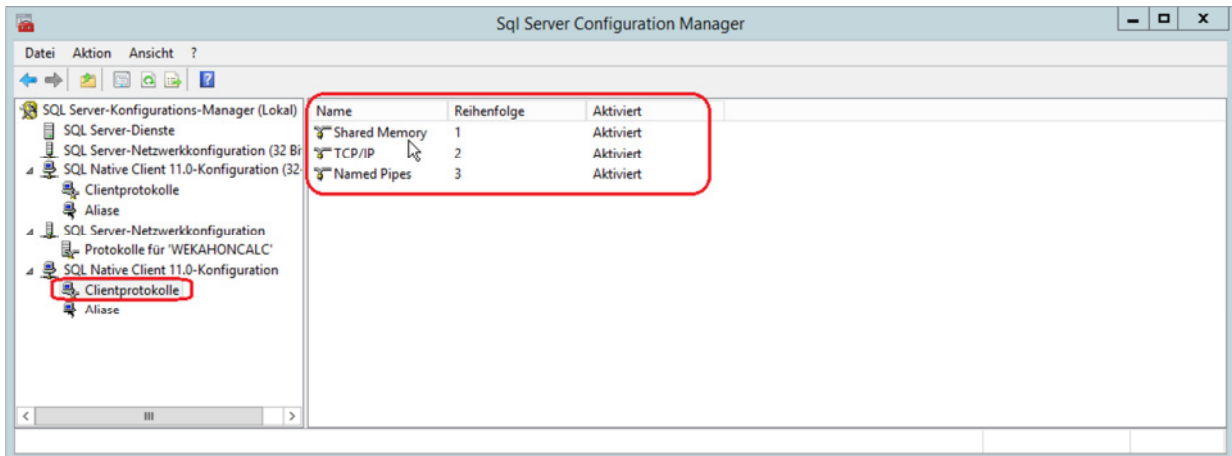 Sql Server Configuration Manager
Datei Aktion Ansicht ?
SQL Server-Konfigurations-Manager (Lokal)
SQL Server-Dienste
SQL Server-Netzwerkkonfiguration (32 Bi
SQL Native Client 11.0-Konfiguration (32-
Clientprotokolle
Aliase
SQL Server-Netzwerkkonfiguration
Protokolle für 'WEKAHONCALC'
SQL Native Client 11.0-Konfiguration
Clientprotokolle
Aliase
Name Reihenfolge Aktiviert
Shared Memory 1 Aktiviert
TCP/IP 2 Aktiviert
Named Pipes 3 Aktiviert